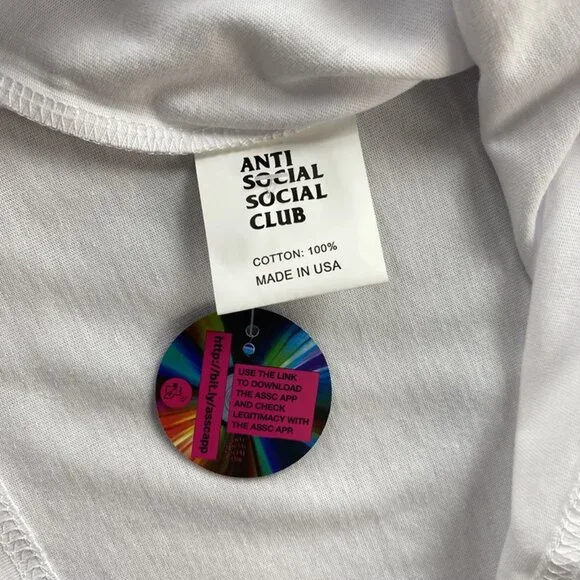 ANTI
SOCIAL
SOCIAL
CLUB
COTTON: 100%
MADE IN USA
http://bit.ly/asscapp
USE THE LINK
TO DOWNLOAD
THE ASSC APP
AND CHECK
LEGITIMACY WITH
THE ASSC APP